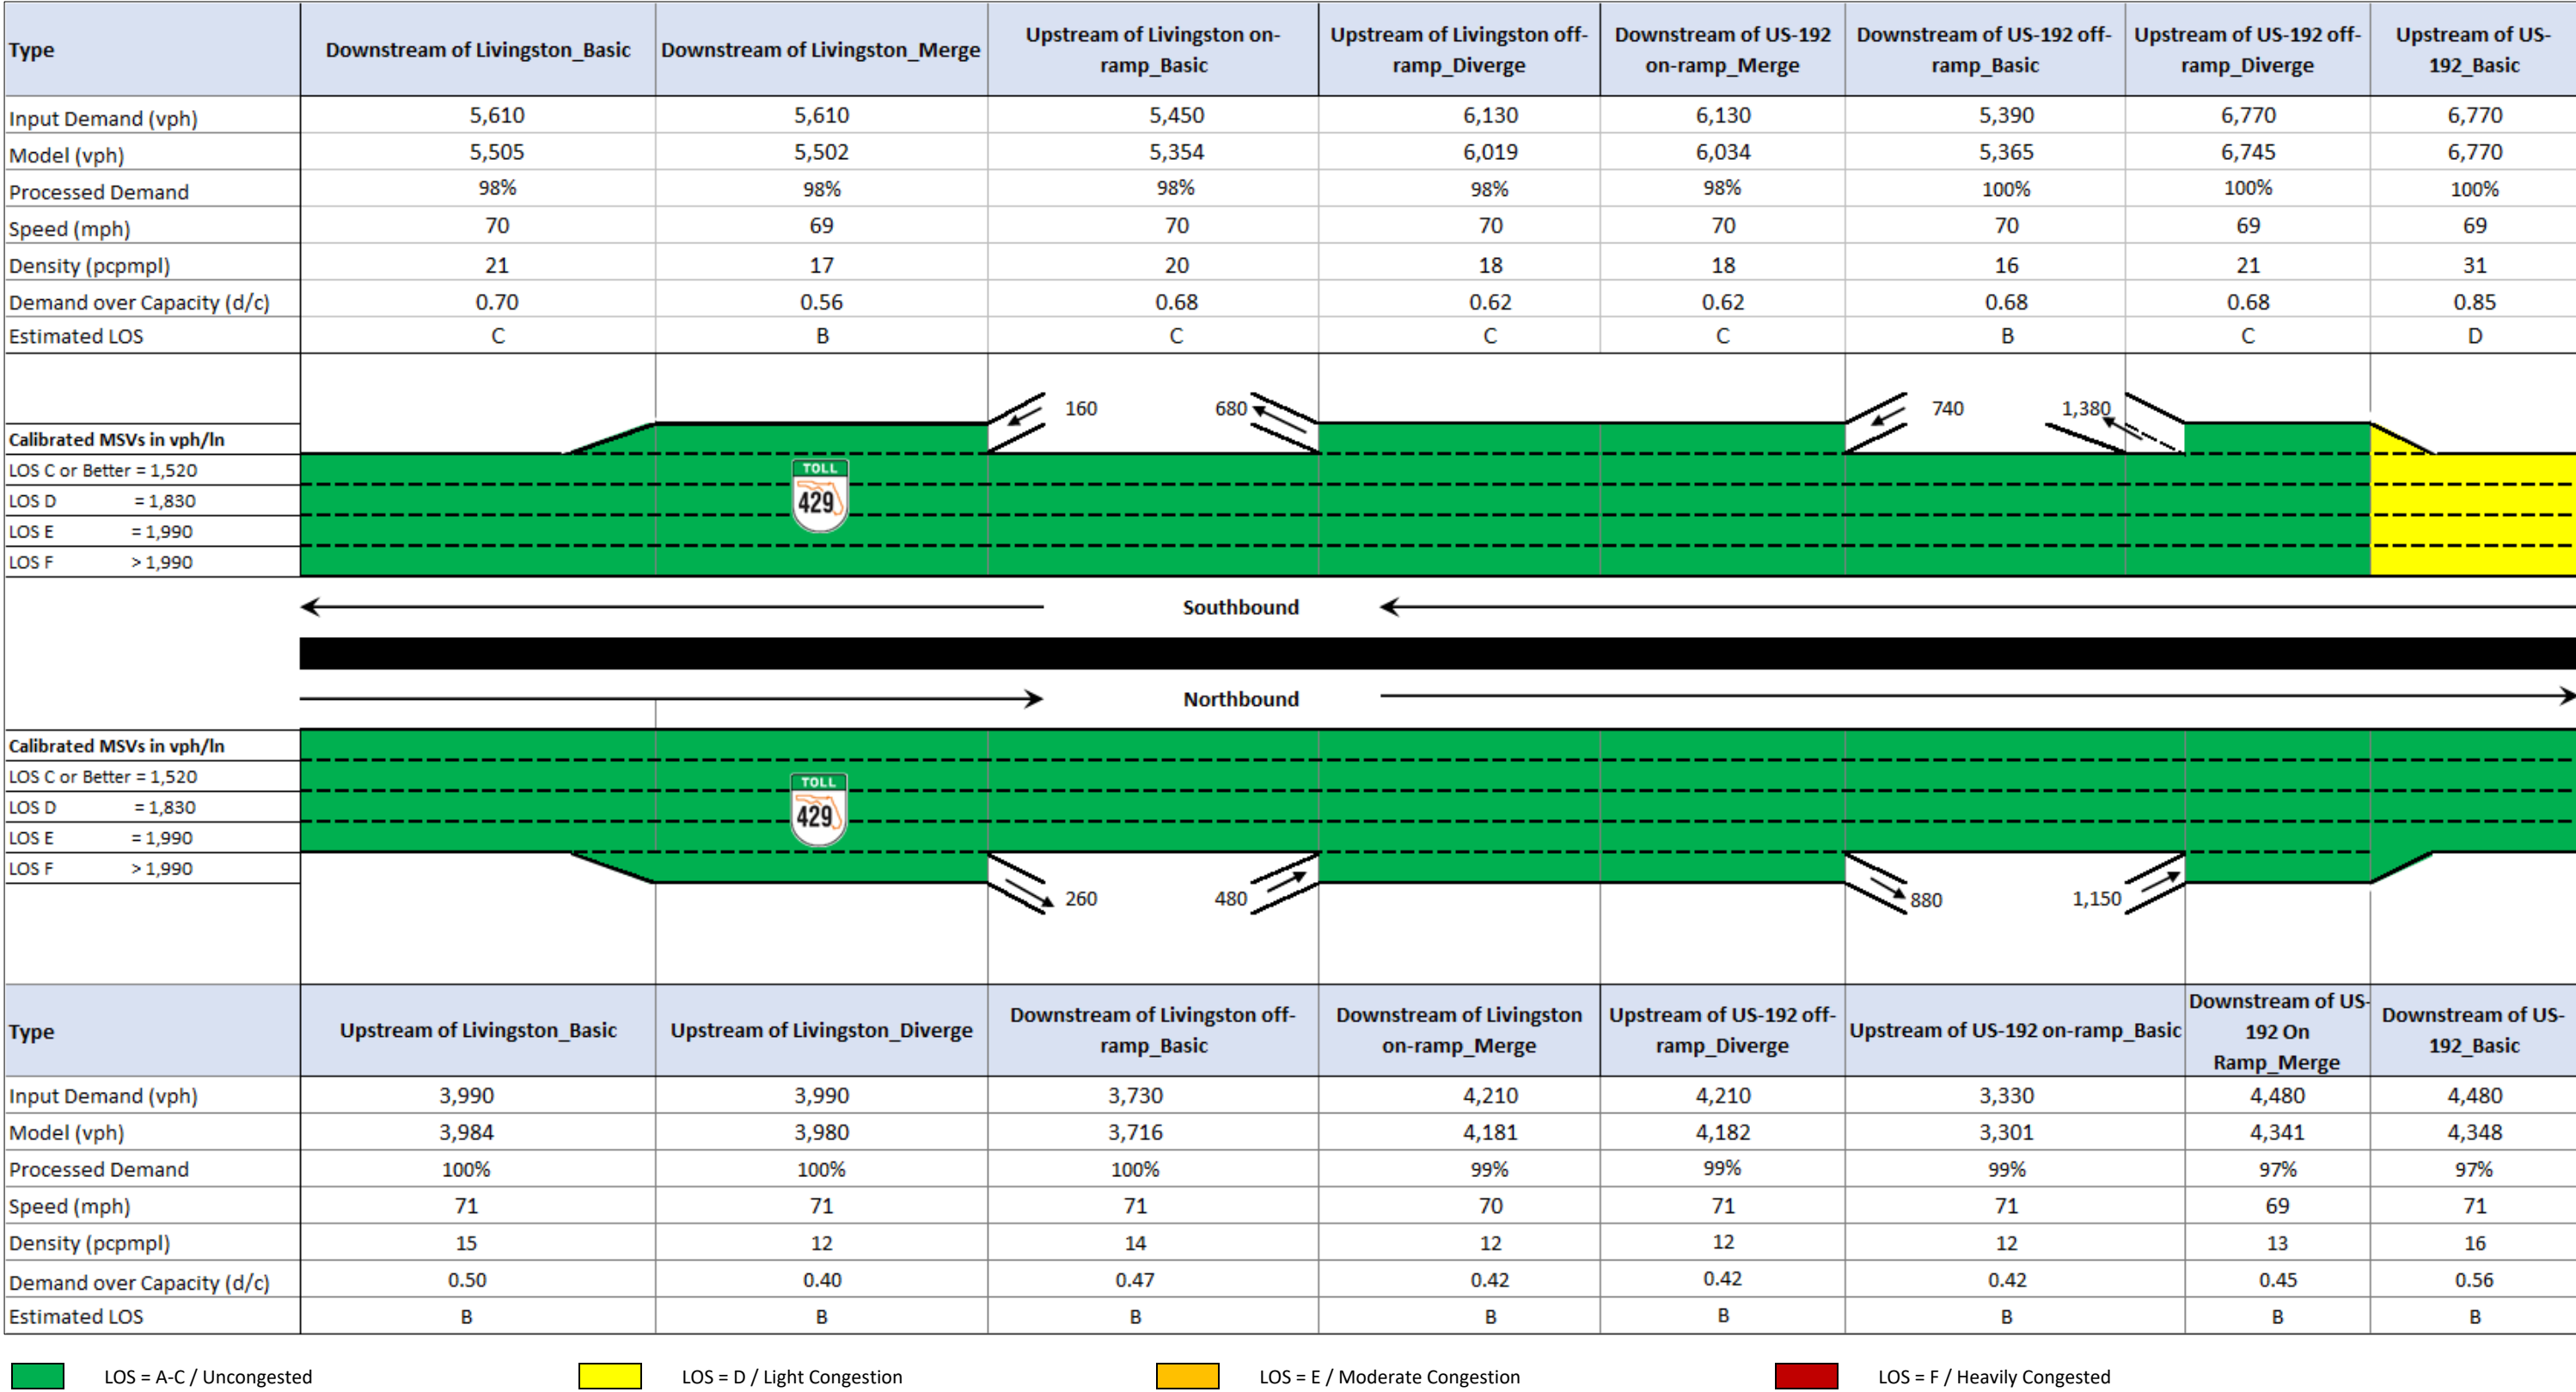 Type Downstream of Livingston_Basic Downstream of Livingston_Merge Upstream of Livingston on-ramp_Basic Upstream of Livingston off-ramp_Diverge Downstream of US-192 on-ramp_Merge Downstream of US-192 off-ramp_Basic Upstream of US-192 off-ramp_Diverge Upstream of US-192_Basic
Input Demand (vph) 5,610 5,610 5,450 6,130 6,130 5,390 6,770 6,770
Model (vph) 5,505 5,502 5,354 6,019 6,034 5,365 6,745 6,770
Processed Demand 98% 98% 98% 98% 98% 100% 100% 100%
Speed (mph) 70 69 70 70 70 70 69 69
Density (pcpmpl) 21 17 20 18 18 16 21 31
Demand over Capacity (d/c) 0.70 0.56 0.68 0.62 0.62 0.68 0.68 0.85
Estimated LOS C B C C C B C D
160 680 740 1,380
Calibrated MSVs in vph/ln
LOS C or Better = 1,520
LOS D = 1,830
LOS E = 1,990
LOS F > 1,990
TOLL
429
Southbound
Northbound
Calibrated MSVs in vph/ln
LOS C or Better = 1,520
LOS D = 1,830
LOS E = 1,990
LOS F > 1,990
TOLL
429
260 480 880 1,150
Type Upstream of Livingston_Basic Upstream of Livingston_Diverge Downstream of Livingston off-ramp_Basic Downstream of Livingston on-ramp_Merge Upstream of US-192 off-ramp_Diverge Upstream of US-192 on-ramp_Basic Downstream of US-192 On Ramp_Merge Downstream of US-192_Basic
Input Demand (vph) 3,990 3,990 3,730 4,210 4,210 3,330 4,480 4,480
Model (vph) 3,984 3,980 3,716 4,181 4,182 3,301 4,341 4,348
Processed Demand 100% 100% 100% 99% 99% 99% 97% 97%
Speed (mph) 71 71 71 70 71 71 69 71
Density (pcpmpl) 15 12 14 12 12 12 13 16
Demand over Capacity (d/c) 0.50 0.40 0.47 0.42 0.42 0.42 0.45 0.56
Estimated LOS B B B B B B B B
LOS = A-C / Uncongested LOS = D / Light Congestion LOS = E / Moderate Congestion LOS = F / Heavily Congested